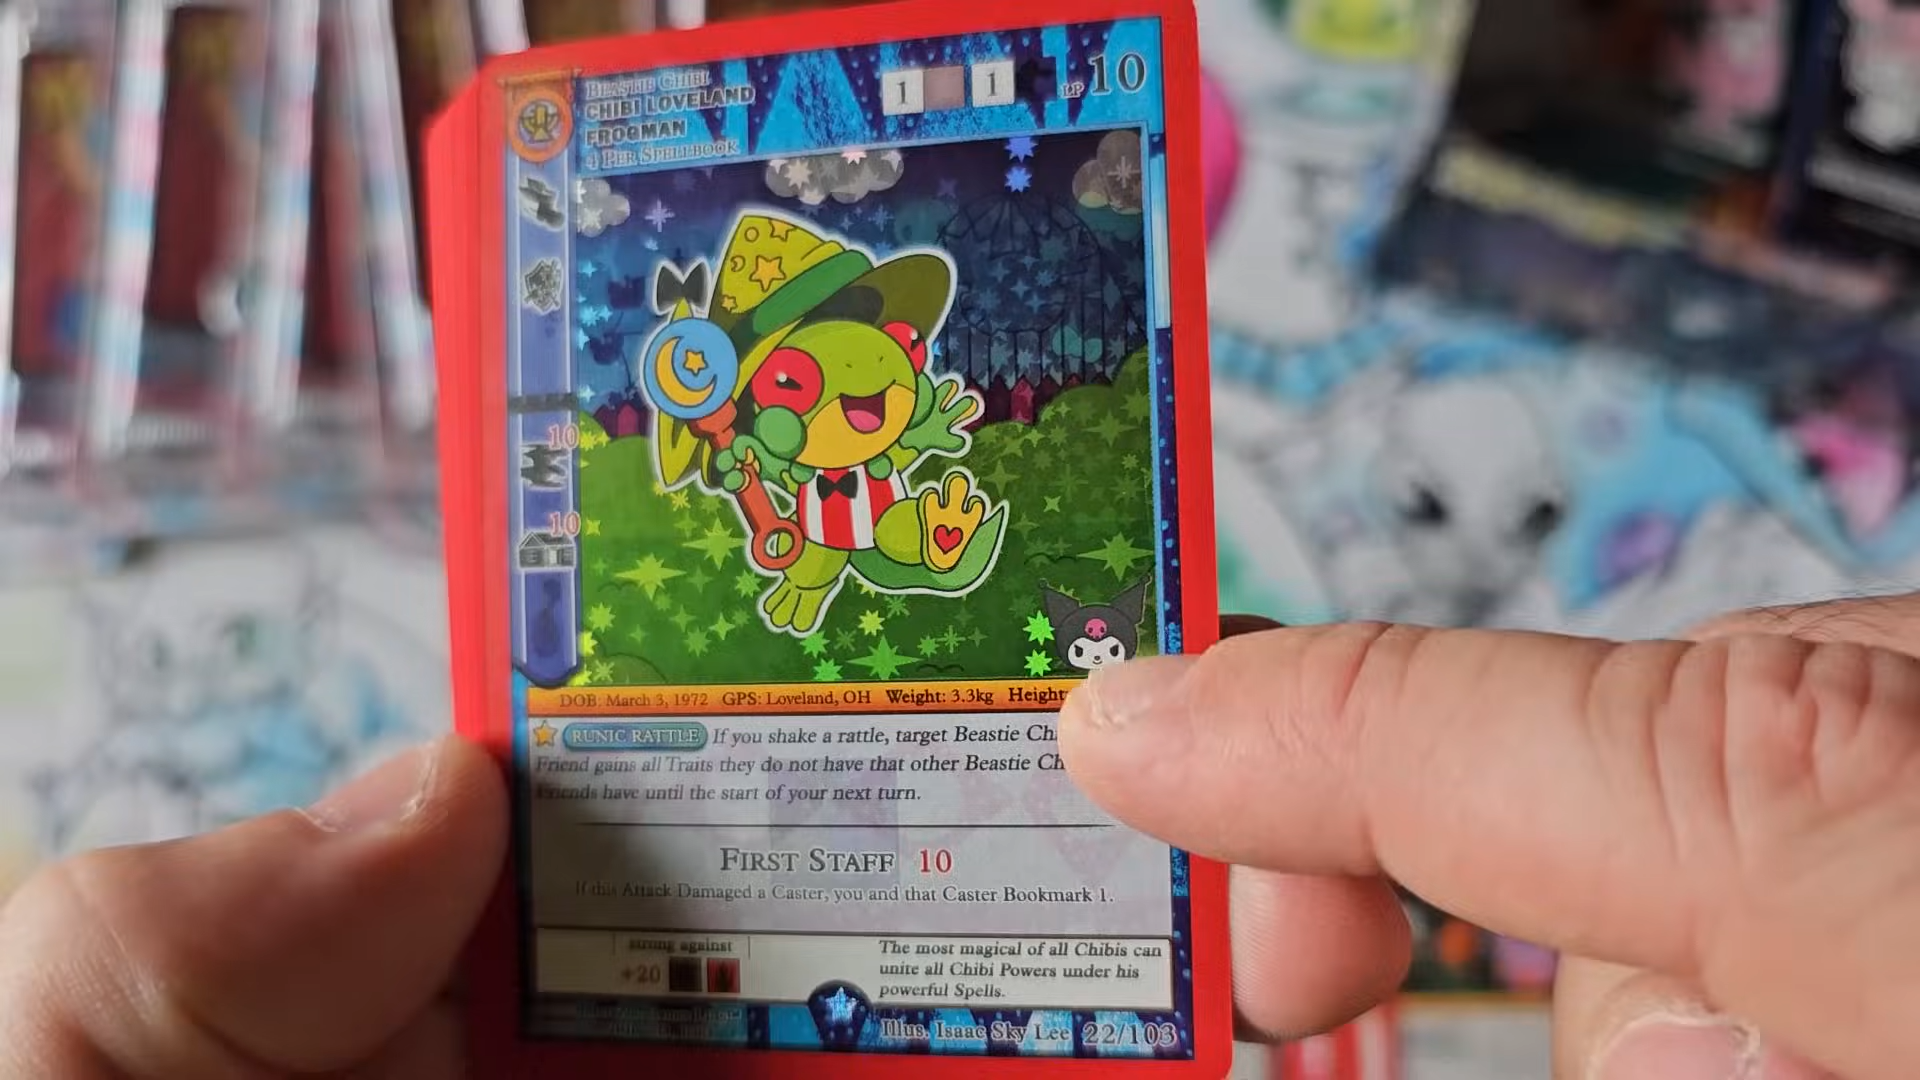 BEASTIE CHIBI
CHIBI LOVELAND
FROGMAN
4 PER SPELLBOOK
1 1 LP 10
10
10
DOB: March 3, 1972 GPS: Loveland, OH Weight: 3.3kg Height:
RUNIC RATTLE If you shake a rattle, target Beastie Ch
Friend gains all Traits they do not have that other Beastie Ch
Friends have until the start of your next turn.
FIRST STAFF 10
If this Attack Damaged a Caster, you and that Caster Bookmark 1.
strong against
+20
The most magical of all Chibis can
unite all Chibi Powers under his
powerful Spells.
Illus. Isaac Sky Lee 22/103